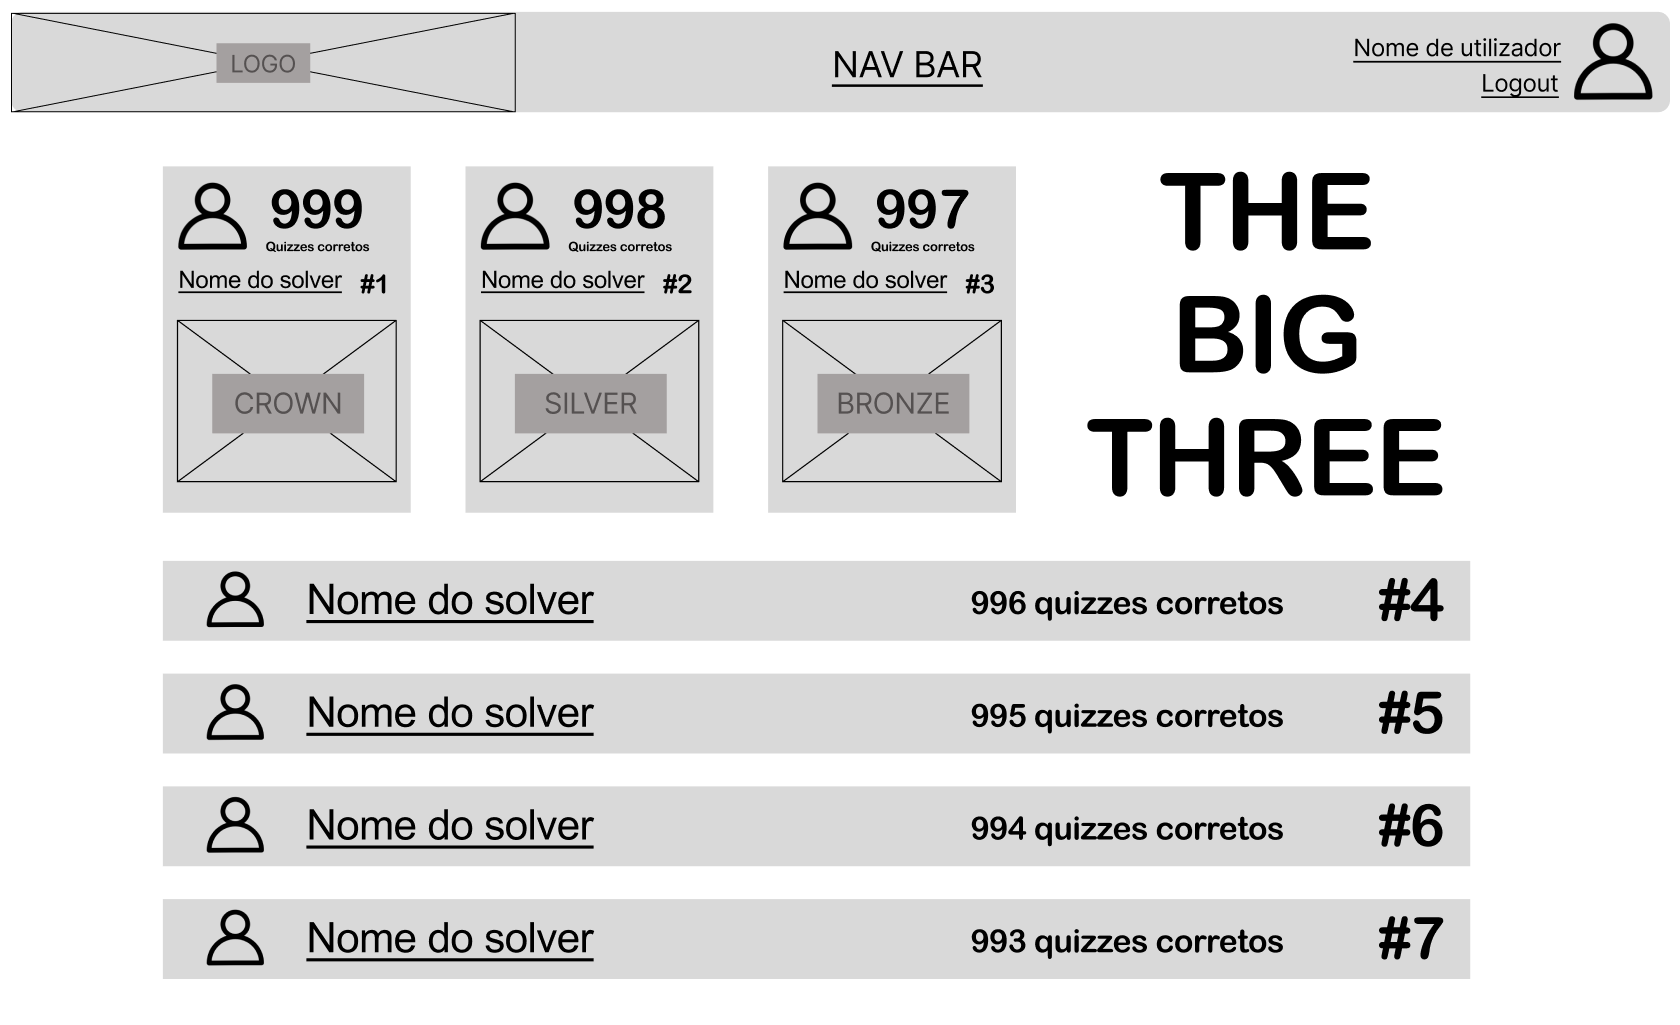 LOGO
NAV BAR
Nome de utilizador
Logout
999
Quizzes corretos
Nome do solver #1
CROWN
998
Quizzes corretos
Nome do solver #2
SILVER
997
Quizzes corretos
Nome do solver #3
BRONZE
THE
BIG
THREE
Nome do solver 996 quizzes corretos #4
Nome do solver 995 quizzes corretos #5
Nome do solver 994 quizzes corretos #6
Nome do solver 993 quizzes corretos #7